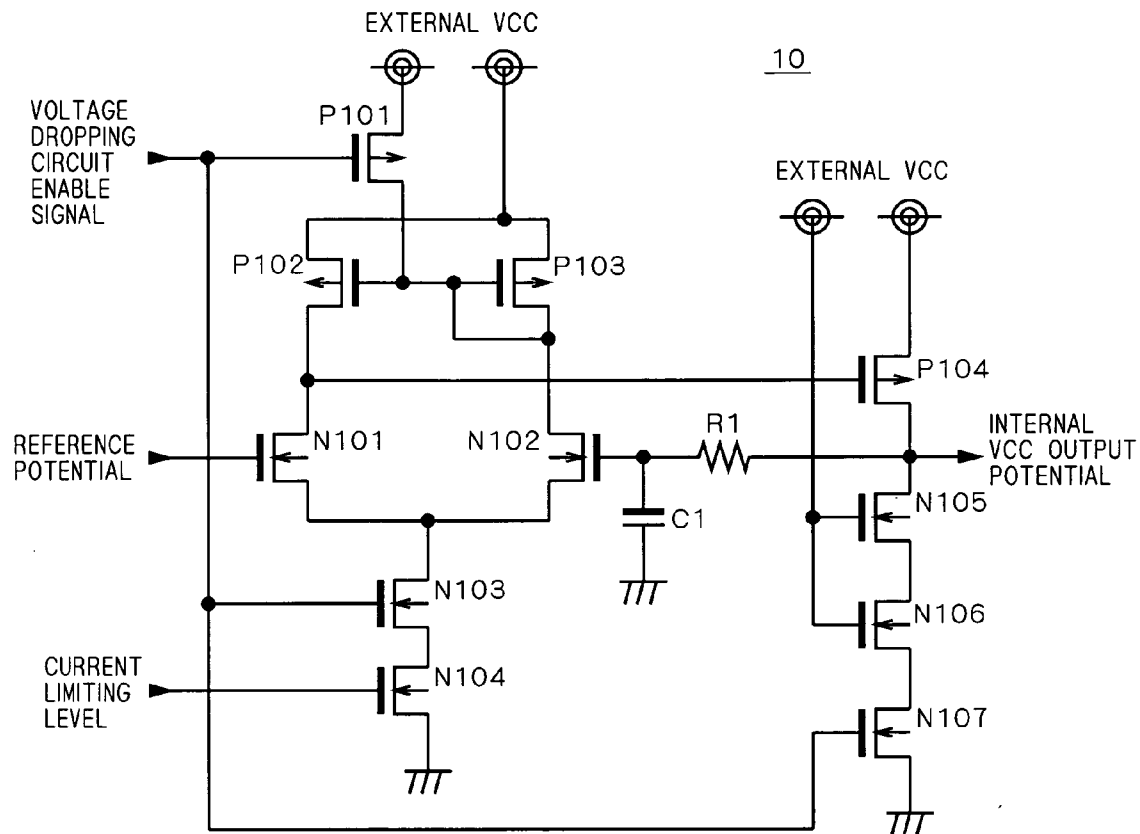 EXTERNAL VCC
10
VOLTAGE
DROPPING
CIRCUIT
ENABLE
SIGNAL
P101
EXTERNAL VCC
P102
P103
P104
REFERENCE
POTENTIAL
N101
N102
R1
INTERNAL
VCC OUTPUT
POTENTIAL
C1
N105
N103
N106
CURRENT
LIMITING
LEVEL
N104
N107